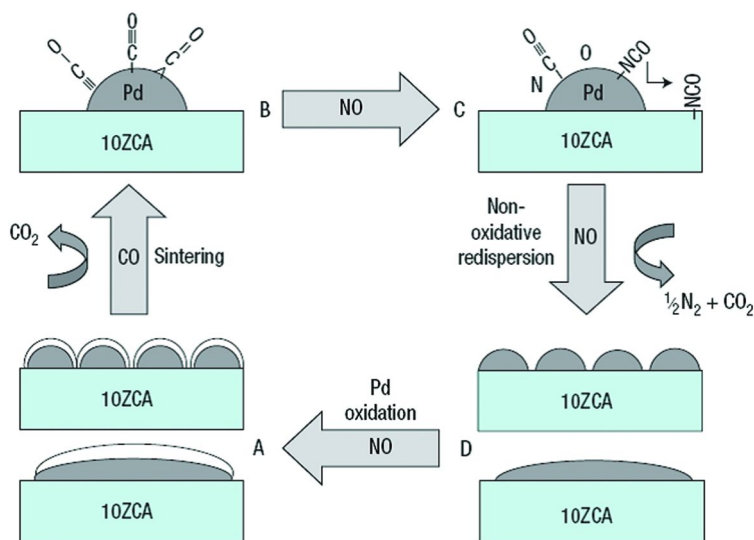 O≡C
O
C
C=O
Pd
10ZCA
B
NO
C
O≡C
N
O
NCO
NCO
Pd
10ZCA
CO2
CO
Sintering
Non-
oxidative
redispersion
NO
½N2 + CO2
10ZCA
10ZCA
Pd
oxidation
NO
A
D
10ZCA
10ZCA